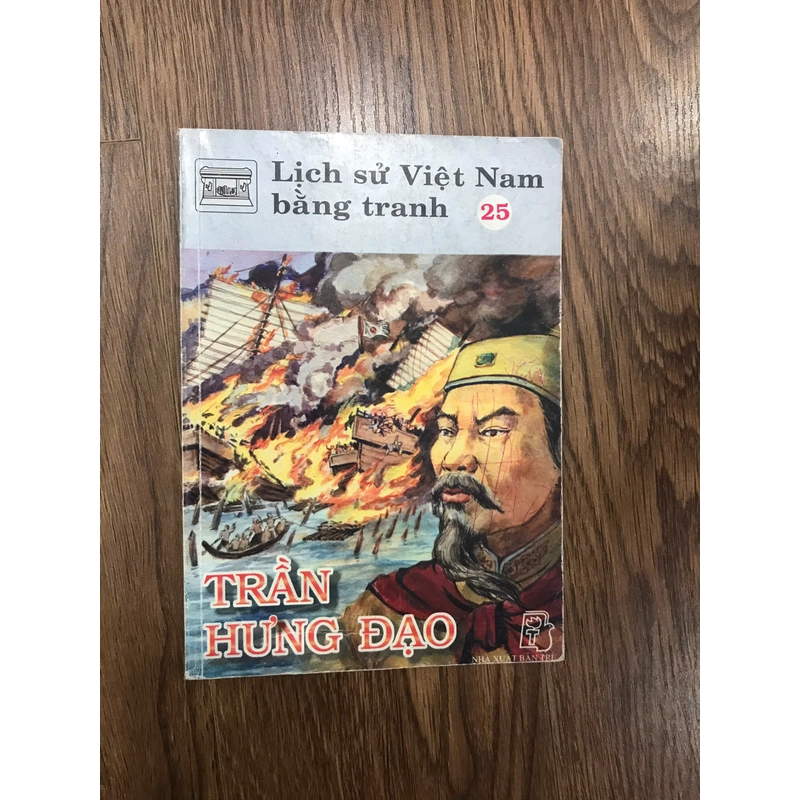 Lịch sử Việt Nam
bằng tranh 25
TRẦN
HƯNG ĐẠO
NHÀ XUẤT BẢN TRẺ